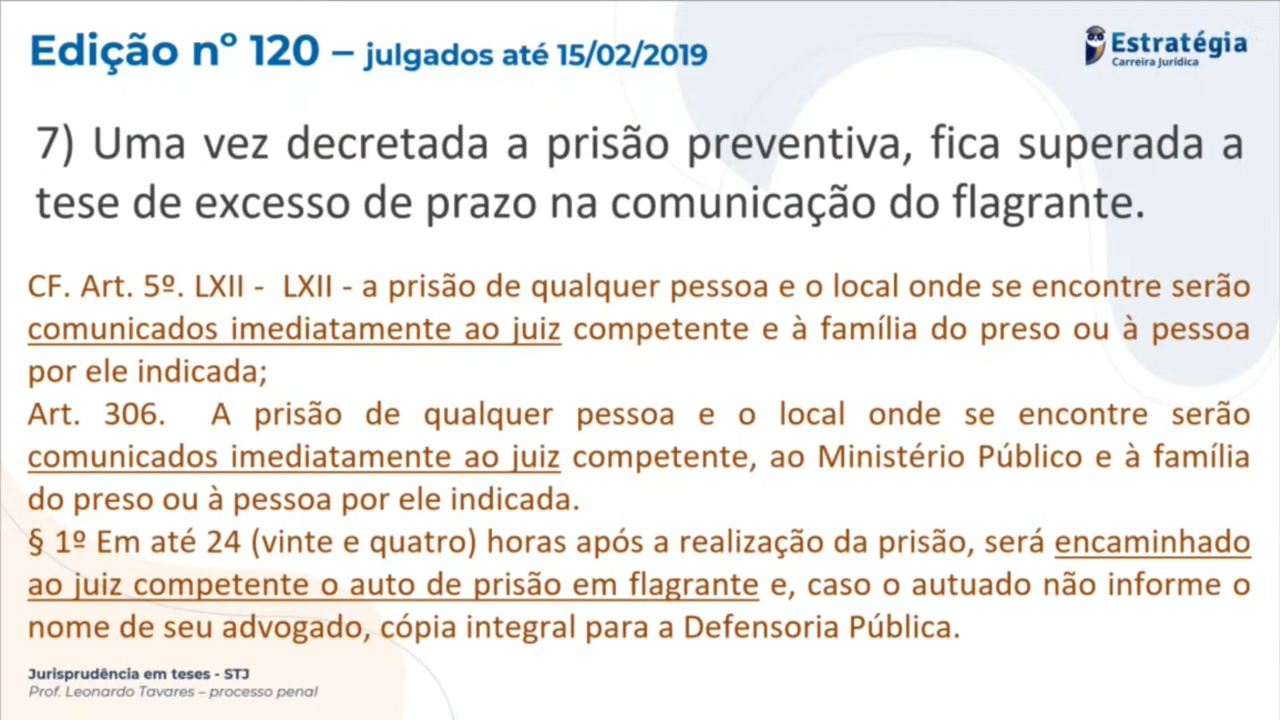 Edição nº 120 – julgados até 15/02/2019
Estratégia
Carreira Jurídica
7) Uma vez decretada a prisão preventiva, fica superada a
tese de excesso de prazo na comunicação do flagrante.
CF. Art. 5º. LXII - LXII - a prisão de qualquer pessoa e o local onde se encontre serão
comunicados imediatamente ao juiz competente e à família do preso ou à pessoa
por ele indicada;
Art. 306. A prisão de qualquer pessoa e o local onde se encontre serão
comunicados imediatamente ao juiz competente, ao Ministério Público e à família
do preso ou à pessoa por ele indicada.
§ 1º Em até 24 (vinte e quatro) horas após a realização da prisão, será encaminhado
ao juiz competente o auto de prisão em flagrante e, caso o autuado não informe o
nome de seu advogado, cópia integral para a Defensoria Pública.
Jurisprudência em teses - STJ
Prof. Leonardo Tavares – processo penal